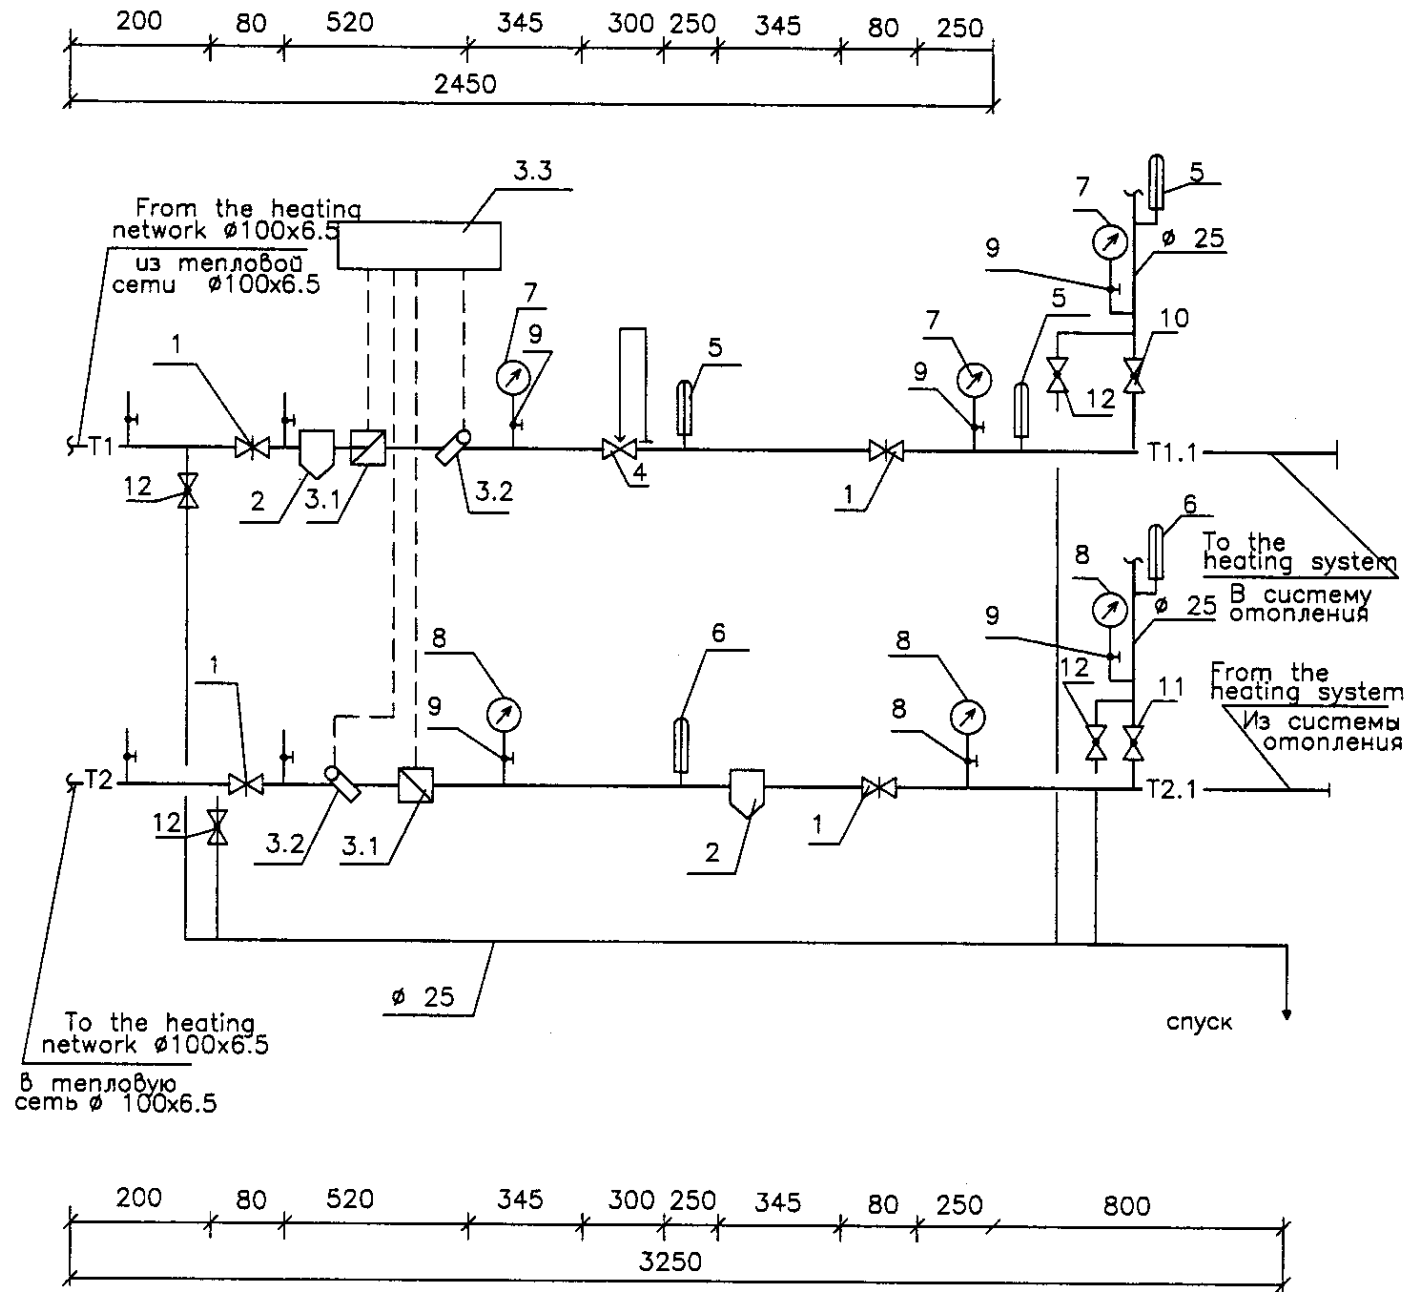 200 80 520 345 300 250 345 80 250
2450
3.3
From the heating
network ø100x6.5
из тепловой
сети ø100x6.5
7
5
9
ø 25
5
10
1
7
9
5
7
9
12
T1
T1.1
12
2
3.1
3.2
4
1
6
To the
heating system
В систему
отопления
8
9
ø 25
12
11
From the
heating system
Из системы
отопления
1
8
9
6
8
8
T2
T2.1
12
3.2
3.1
2
1
ø 25
спуск
To the heating
network ø100x6.5
В тепловую
сеть ø 100x6.5
200 80 520 345 300 250 345 80 250 800
3250